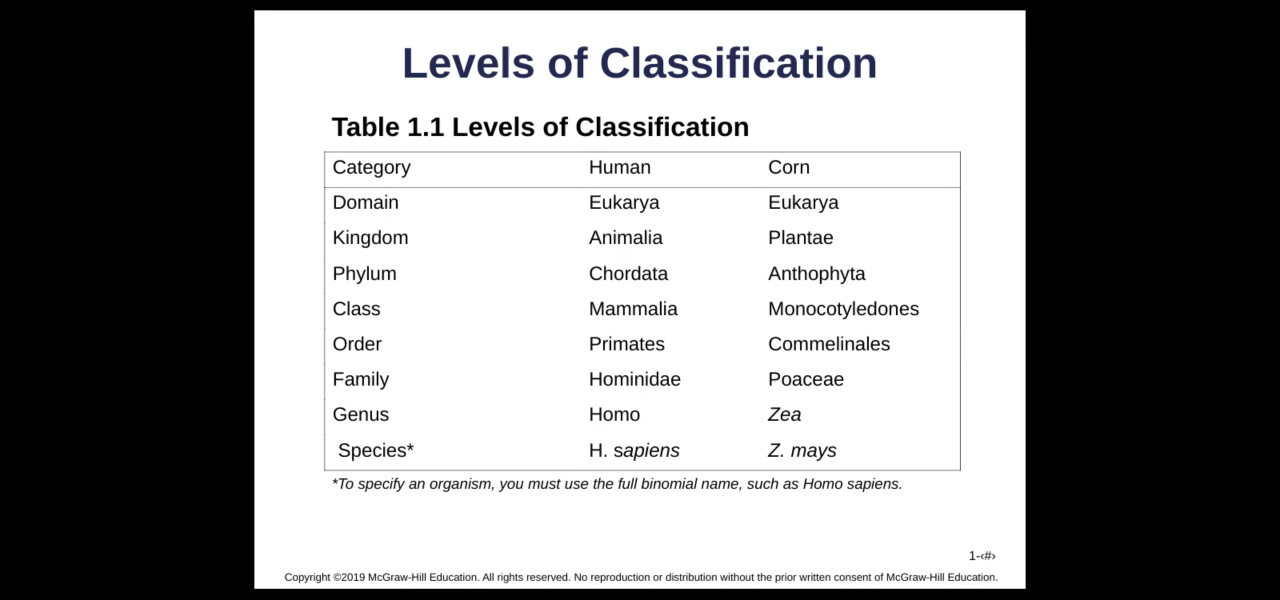 Levels of Classification
Table 1.1 Levels of Classification
Category Human Corn
Domain Eukarya Eukarya
Kingdom Animalia Plantae
Phylum Chordata Anthophyta
Class Mammalia Monocotyledones
Order Primates Commelinales
Family Hominidae Poaceae
Genus Homo Zea
Species* H. sapiens Z. mays
*To specify an organism, you must use the full binomial name, such as Homo sapiens.
1-‹#›
Copyright ©2019 McGraw-Hill Education. All rights reserved. No reproduction or distribution without the prior written consent of McGraw-Hill Education.